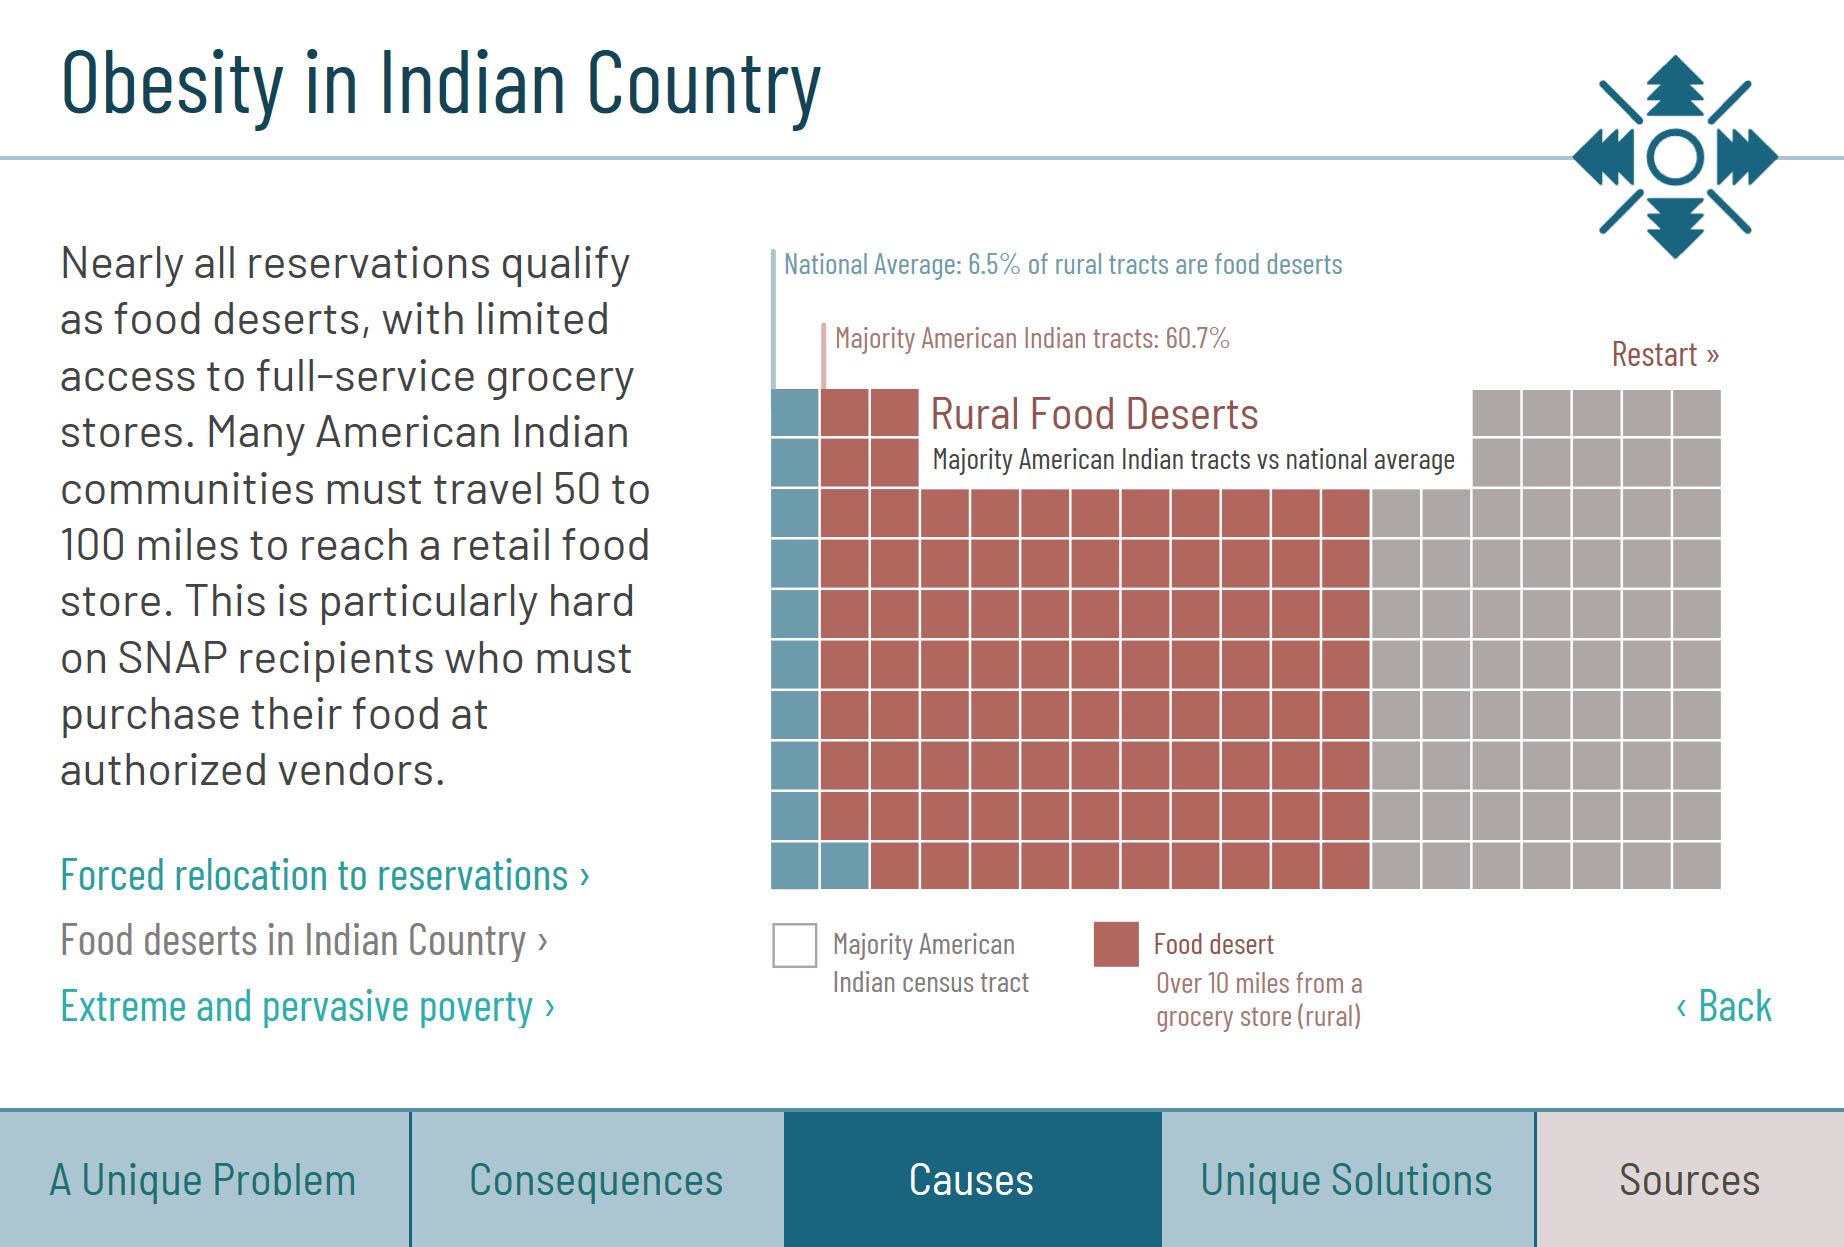 Obesity in Indian Country
Nearly all reservations qualify
as food deserts, with limited
access to full-service grocery
stores. Many American Indian
communities must travel 50 to
100 miles to reach a retail food
store. This is particularly hard
on SNAP recipients who must
purchase their food at
authorized vendors.
Forced relocation to reservations ›
Food deserts in Indian Country ›
Extreme and pervasive poverty ›
National Average: 6.5% of rural tracts are food deserts
Majority American Indian tracts: 60.7%
Restart »
Rural Food Deserts
Majority American Indian tracts vs national average
Majority American
Indian census tract
Food desert
Over 10 miles from a
grocery store (rural)
‹ Back
A Unique Problem
Consequences
Causes
Unique Solutions
Sources